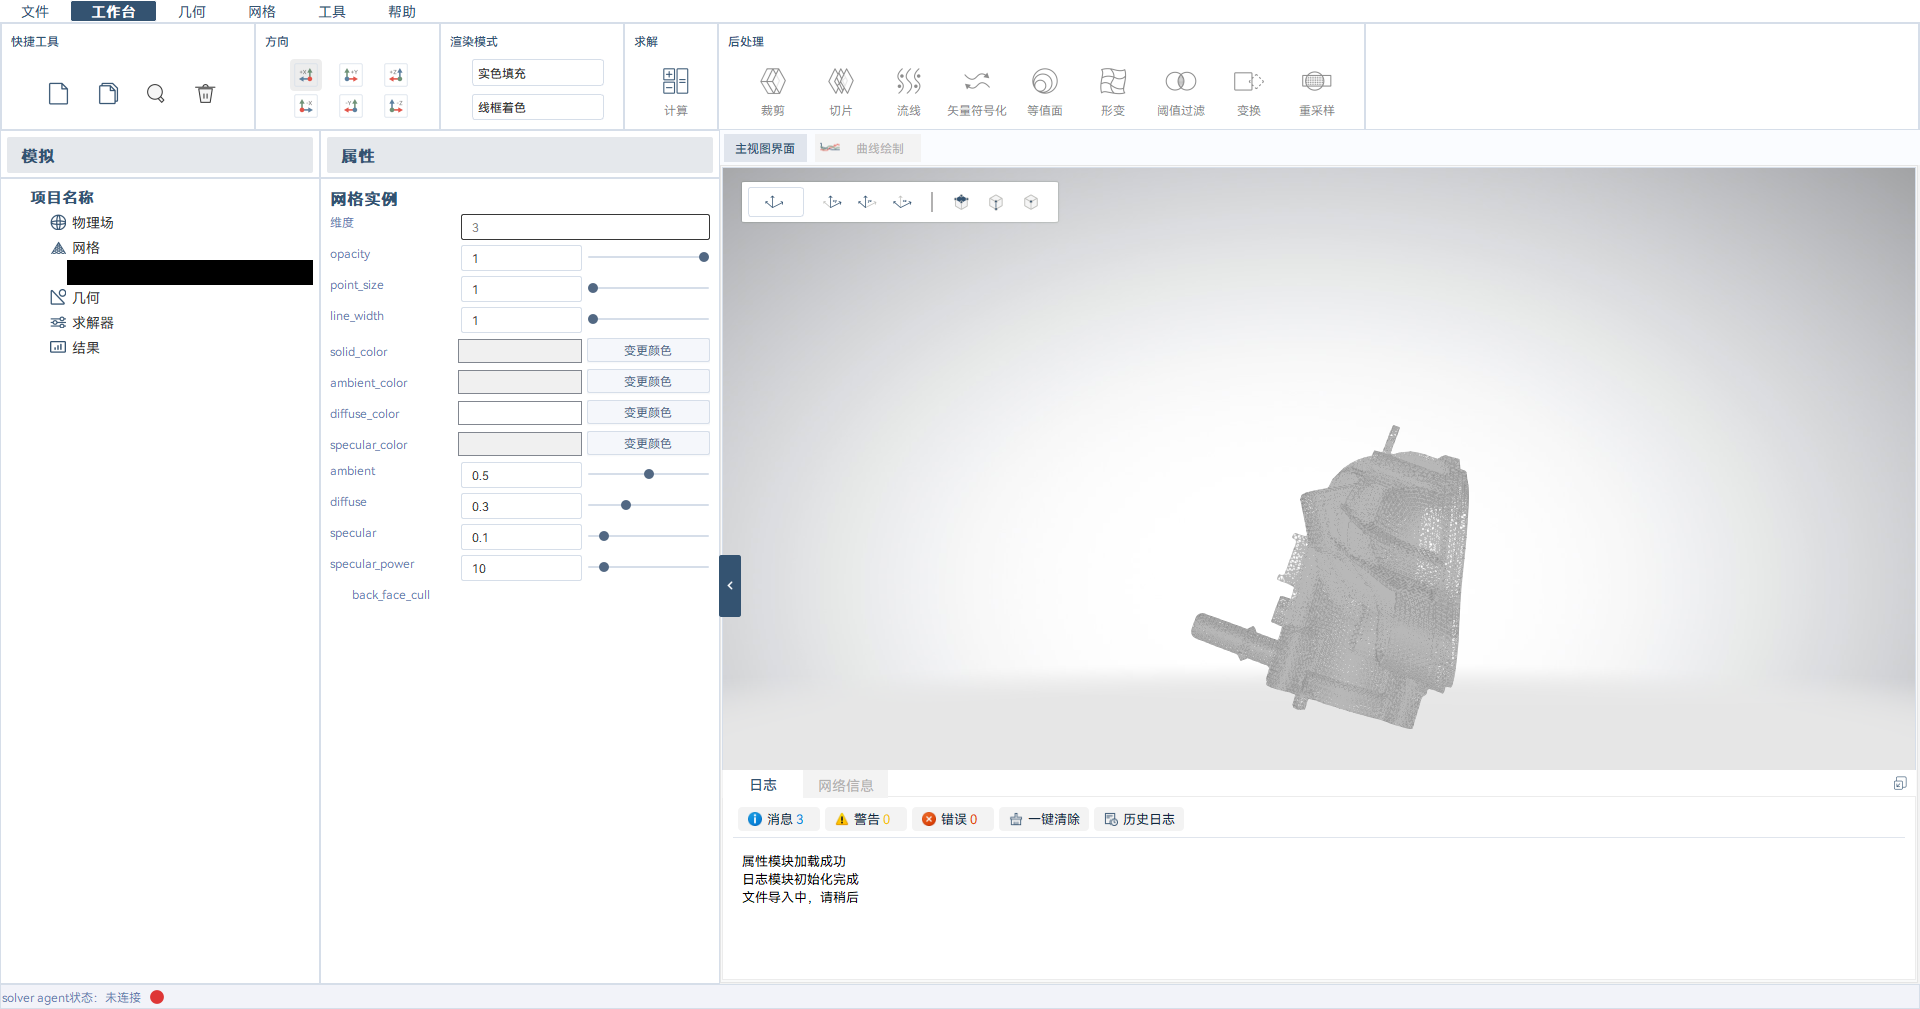 文件 工作台 几何 网格 工具 帮助
快捷工具 方向 渲染模式 求解 后处理
实色填充
线框着色
计算 裁剪 切片 流线 矢量符号化 等值面 形变 阈值过滤 变换 重采样
模拟
项目名称
物理场
网格
几何
求解器
结果
属性
网格实例
维度 3
opacity 1
point_size 1
line_width 1
solid_color 变更颜色
ambient_color 变更颜色
diffuse_color 变更颜色
specular_color 变更颜色
ambient 0.5
diffuse 0.3
specular 0.1
specular_power 10
back_face_cull
主视图界面 曲线绘制
日志 网络信息
消息 3 警告 0 错误 0 一键清除 历史日志
属性模块加载成功
日志模块初始化完成
文件导入中，请稍后
solver agent状态：未连接